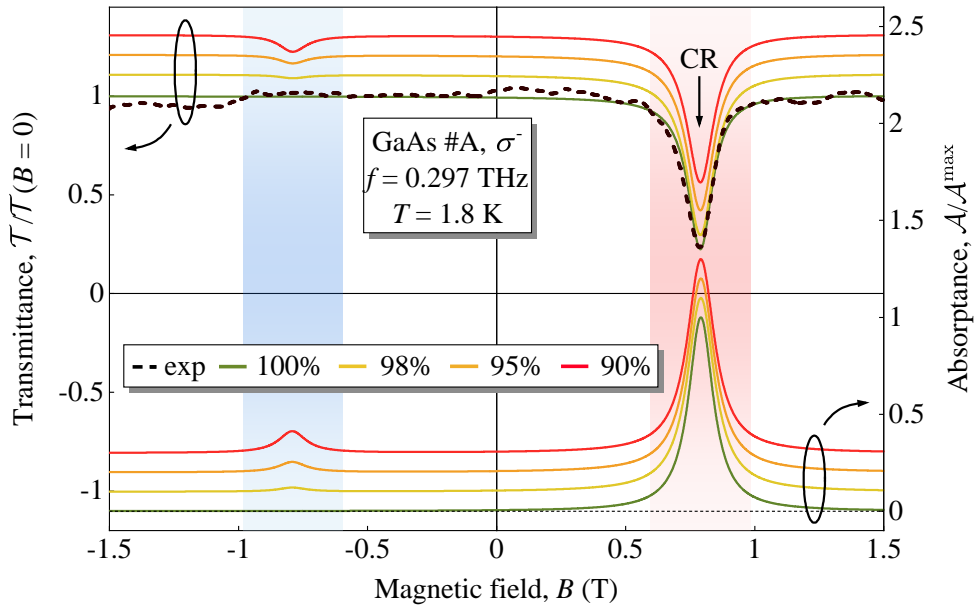 Transmittance, 𝒯/𝒯(B = 0)
1
0.5
0
-0.5
-1
CR
GaAs #A, σ⁻
f = 0.297 THz
T = 1.8 K
exp 100% 98% 95% 90%
2.5
2
1.5
1
0.5
0
Absorptance, 𝒜/𝒜ᵐᵃˣ
-1.5 -1 -0.5 0 0.5 1 1.5
Magnetic field, B (T)